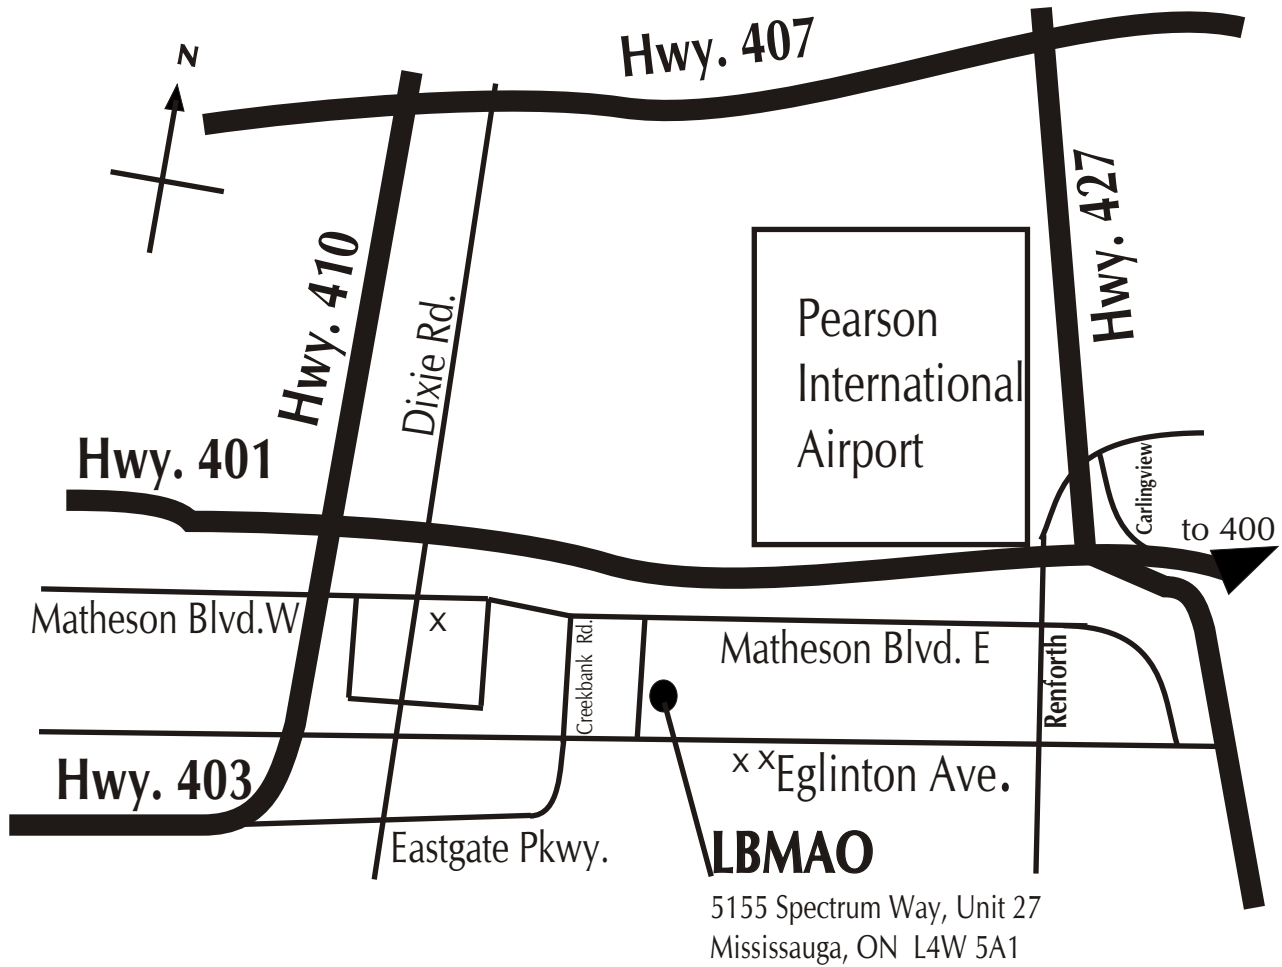 N
Hwy. 407
Hwy. 427
Hwy. 410
Dixie Rd.
Pearson
International
Airport
Hwy. 401
Carlingview
to 400
Matheson Blvd.W
x
Creekbank Rd.
Matheson Blvd. E
Renforth
Hwy. 403
x x
Eglinton Ave.
Eastgate Pkwy.
LBMAO
5155 Spectrum Way, Unit 27
Mississauga, ON L4W 5A1